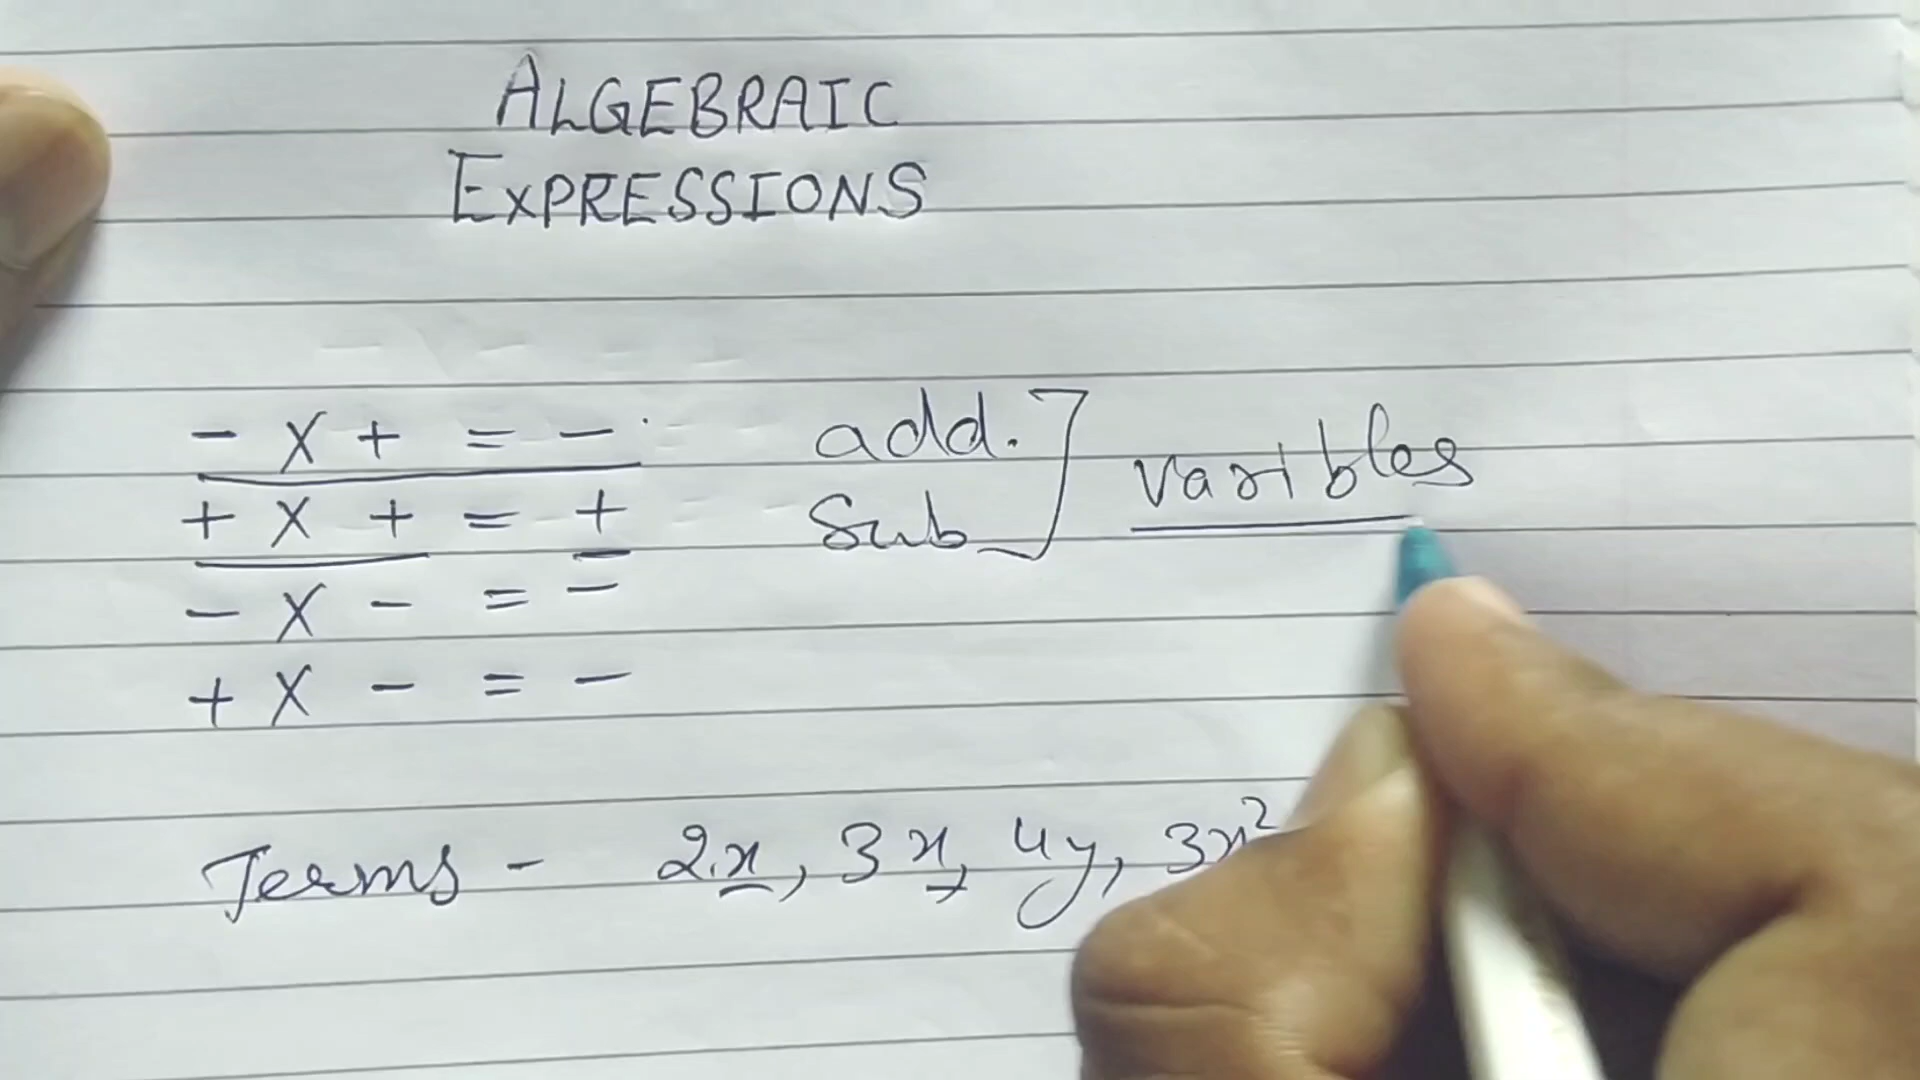 ALGEBRAIC
EXPRESSIONS
- X + = -
+ X + = +
- X - = -
+ X - = -
add.
Sub
varibles
Terms - 2x, 3x, 4y, 3x²